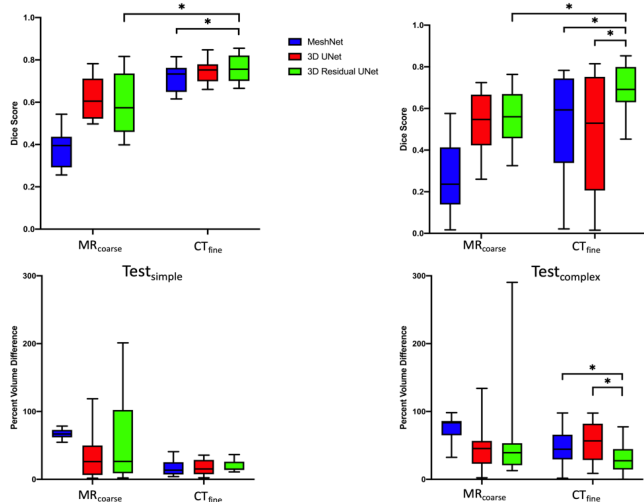 * *
* *
1.0 MeshNet 1.0 * *
0.8 3D UNet 0.8 *
3D Residual UNet
Dice Score 0.6 Dice Score 0.6
0.4 0.4
0.2 0.2
0.0 0.0
MRcoarse CTfine MRcoarse CTfine
Testsimple Testcomplex
300 300
Percent Volume Difference 200 Percent Volume Difference 200
* *
100 100
0 0
MRcoarse CTfine MRcoarse CTfine